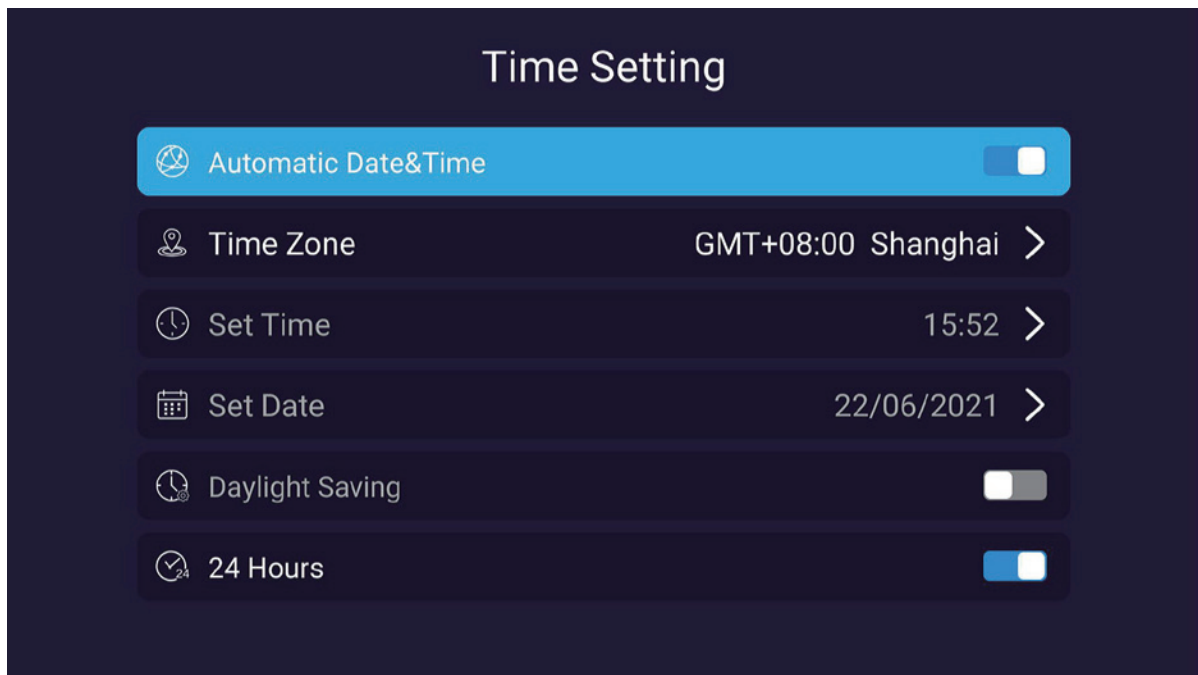 Time Setting
Automatic Date&Time
Time Zone GMT+08:00 Shanghai
Set Time 15:52
Set Date 22/06/2021
Daylight Saving
24 Hours